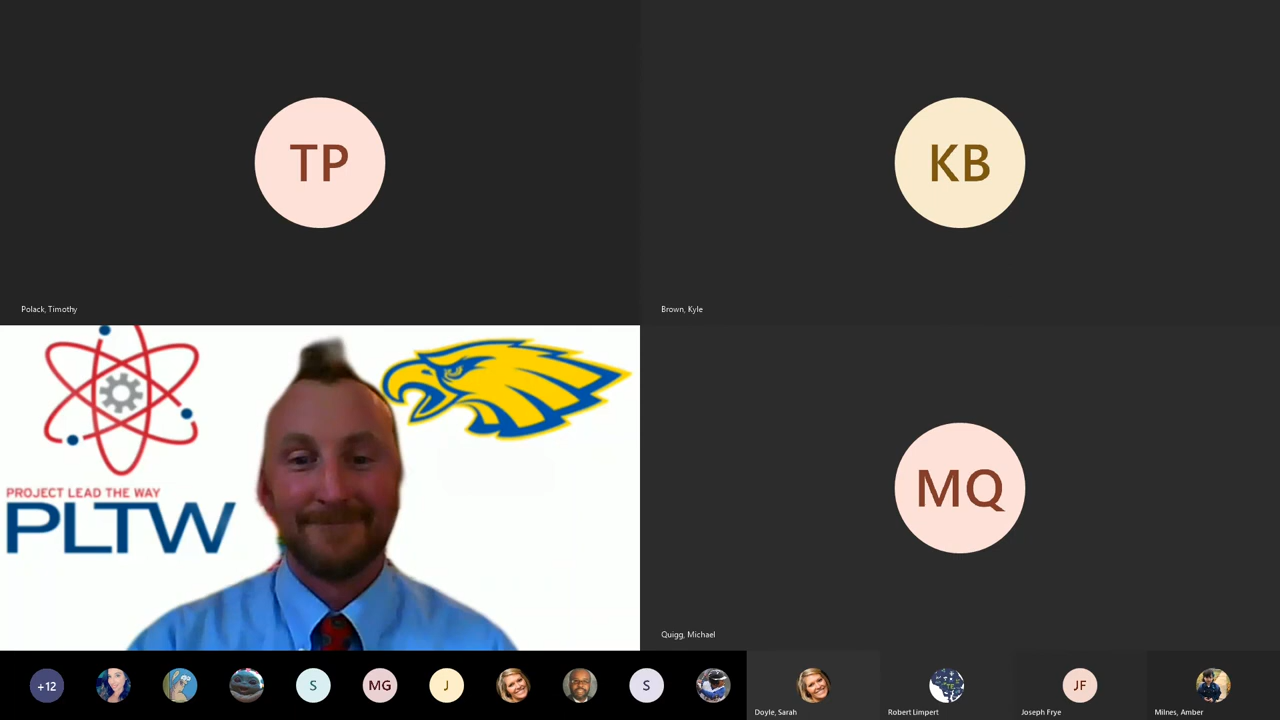 TP
KB
Polack, Timothy
Brown, Kyle
PROJECT LEAD THE WAY
PLTW
MQ
Quigg, Michael
+12
S
MG
J
S
JF
Doyle, Sarah
Robert Limpert
Joseph Frye
Milnes, Amber